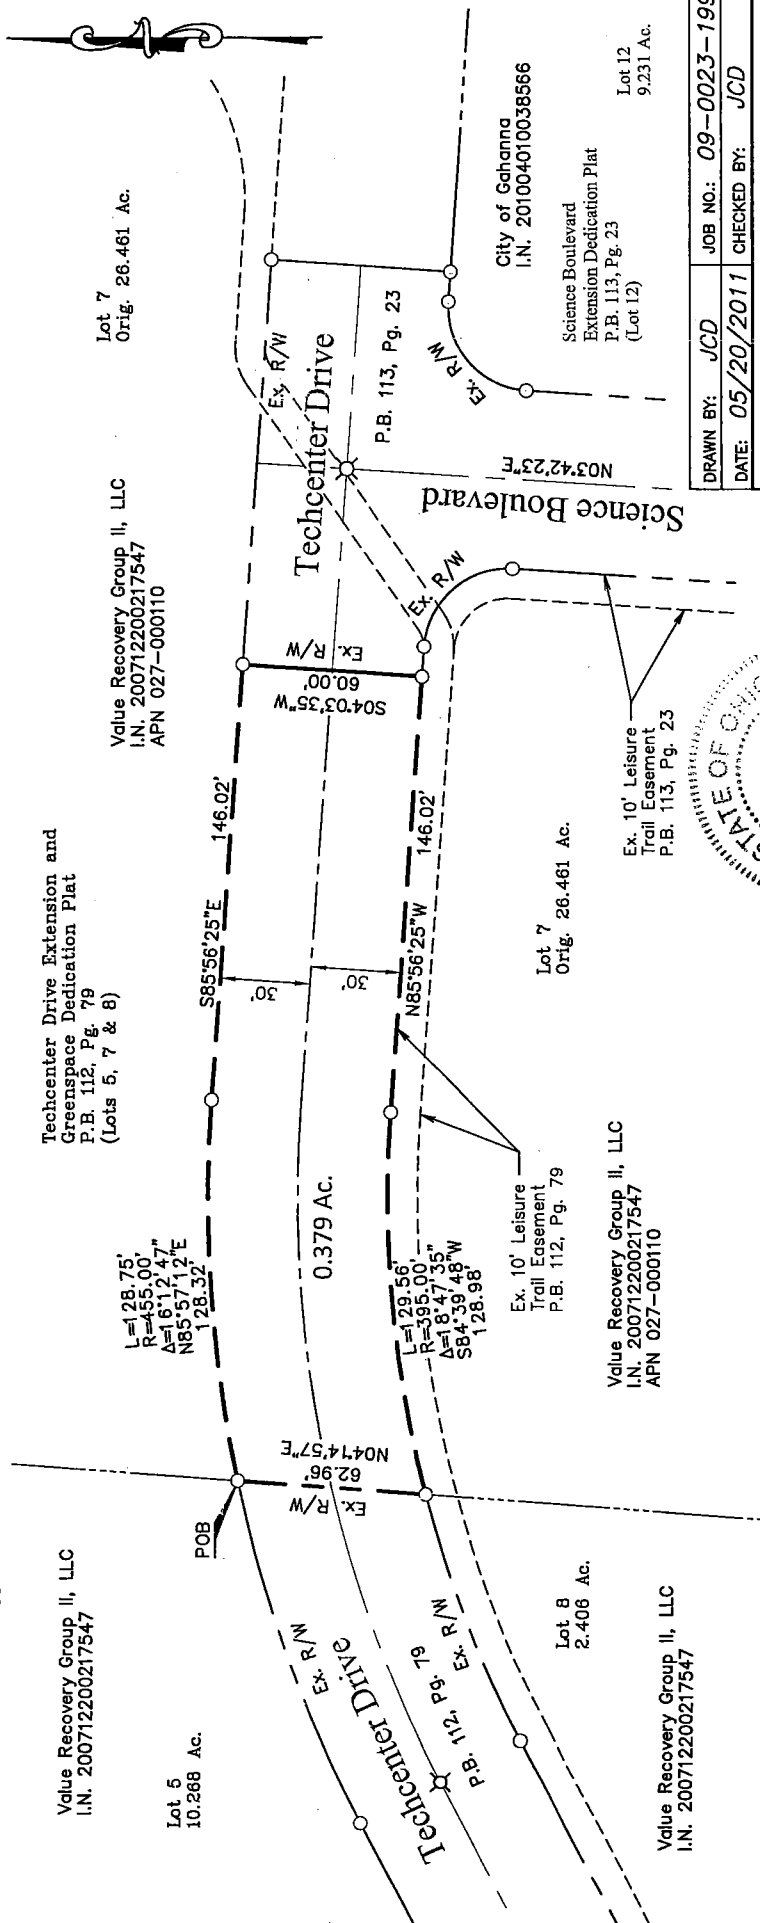 Value Recovery Group II, LLC
I.N. 200712200217547
Lot 5
10.268 Ac.
POB
Ex. R/W
Techcenter Drive
P.B. 112, Pg. 79
Ex. R/W
Lot 8
2.406 Ac.
Value Recovery Group II, LLC
I.N. 200712200217547
Ex. R/W
62.96'
N04°14'57"E
Techcenter Drive Extension and
Greenspace Dedication Plat
P.B. 112, Pg. 79
(Lots 5, 7 & 8)
L=128.75'
R=455.00'
Δ=16°12'47"
N85°57'12"E
128.32'
0.379 Ac.
L=129.56'
R=395.00'
Δ=18°47'35"
S84°39'48"W
128.98'
Ex. 10' Leisure
Trail Easement
P.B. 112, Pg. 79
Value Recovery Group II, LLC
I.N. 200712200217547
APN 027-000110
S85°56'25"E
146.02'
30'
30'
N85°56'25"W
146.02'
Lot 7
Orig. 26.461 Ac.
Value Recovery Group II, LLC
I.N. 200712200217547
APN 027-000110
Ex. R/W
60.00'
S04°03'35"W
Ex. 10' Leisure
Trail Easement
P.B. 113, Pg. 23
STATE OF OHIO
Lot 7
Orig. 26.461 Ac.
Ex. R/W
Techcenter Drive
P.B. 113, Pg. 23
Ex. R/W
Ex. R/W
N03°42'23"E
Science Boulevard
City of Gahanna
I.N. 201004010038566
Science Boulevard
Extension Dedication Plat
P.B. 113, Pg. 23
(Lot 12)
Lot 12
9.231 Ac.
N
DRAWN BY: JCD JOB NO.: 09-0023-199
DATE: 05/20/2011 CHECKED BY: JCD